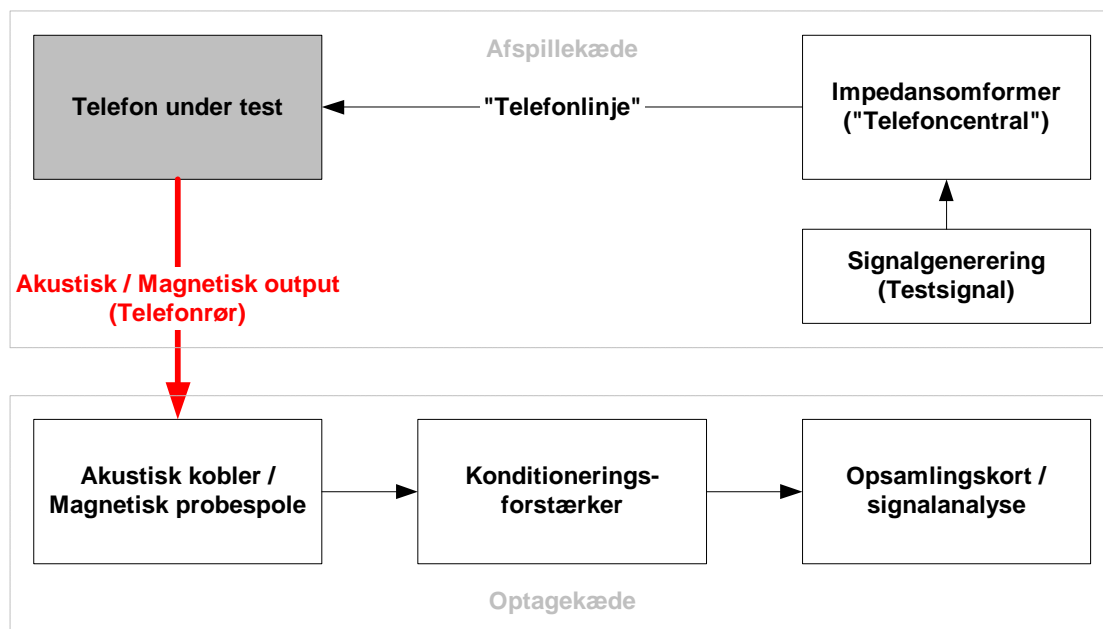 Afspillekæde
Telefon under test
"Telefonlinje"
Impedansomformer
("Telefoncentral")
Signalgenerering
(Testsignal)
Akustisk / Magnetisk output
(Telefonrør)
Akustisk kobler /
Magnetisk probespole
Konditionerings-
forstærker
Opsamlingskort /
signalanalyse
Optagekæde